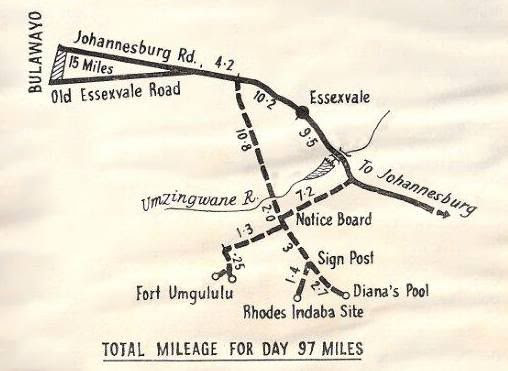 BULAWAYO
Johannesburg Rd.
15 Miles
4·2
Old Essexvale Road
10·2
Essexvale
10·8
9·5
To Johannesburg
Umzingwane R.
7·2
2·0
Notice Board
1·3
·25
3
Sign Post
1·4
2·7
Fort Umgululu
Diana's Pool
Rhodes Indaba Site
TOTAL MILEAGE FOR DAY 97 MILES